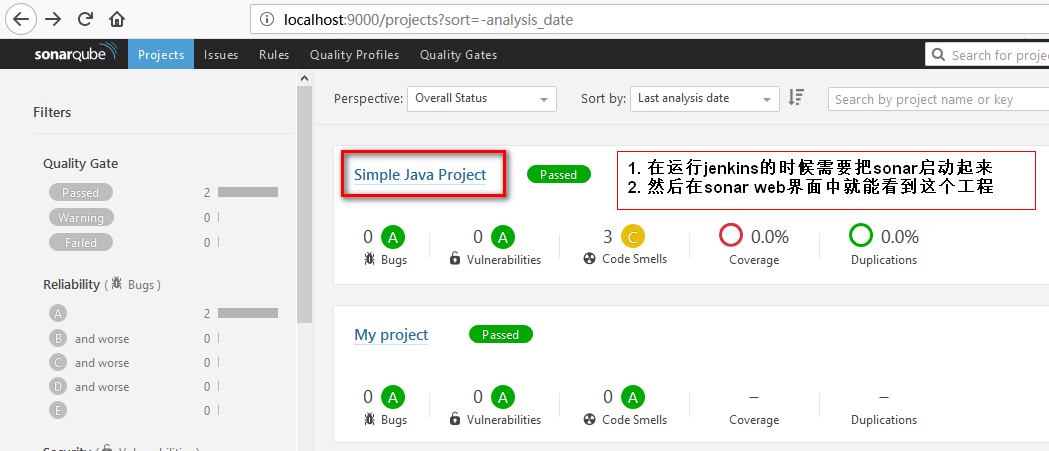 localhost:9000/projects?sort=-analysis_date
sonarqube Projects Issues Rules Quality Profiles Quality Gates Search for proje
Perspective: Overall Status Sort by: Last analysis date Search by project name or key
Filters
Quality Gate
Passed 2
Warning 0
Failed 0
Reliability ( Bugs )
A 2
B and worse 0
C and worse 0
D and worse 0
E 0
Simple Java Project Passed
1. 在运行jenkins的时候需要把sonar启动起来
2. 然后在sonar web界面中就能看到这个工程
0 A 0 A 3 C 0.0% 0.0%
Bugs Vulnerabilities Code Smells Coverage Duplications
My project Passed
0 A 0 A 0 A – –
Bugs Vulnerabilities Code Smells Coverage Duplications